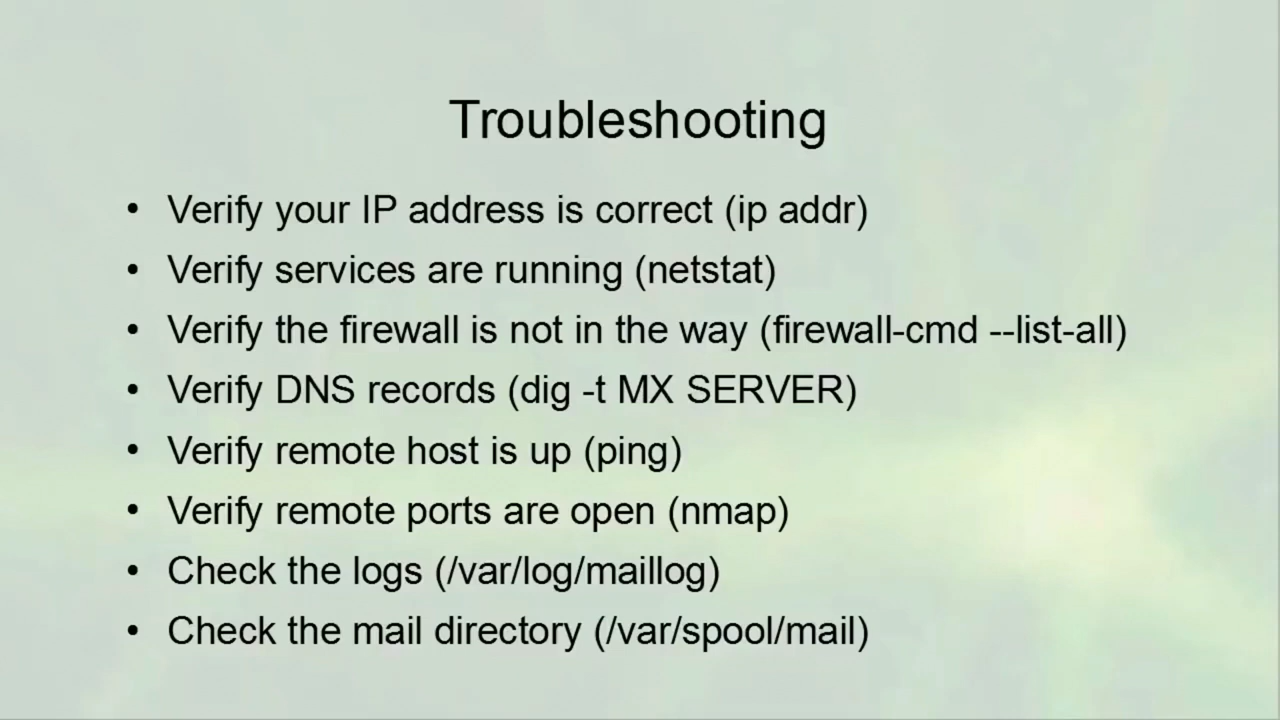 Troubleshooting
• Verify your IP address is correct (ip addr)
• Verify services are running (netstat)
• Verify the firewall is not in the way (firewall-cmd --list-all)
• Verify DNS records (dig -t MX SERVER)
• Verify remote host is up (ping)
• Verify remote ports are open (nmap)
• Check the logs (/var/log/maillog)
• Check the mail directory (/var/spool/mail)